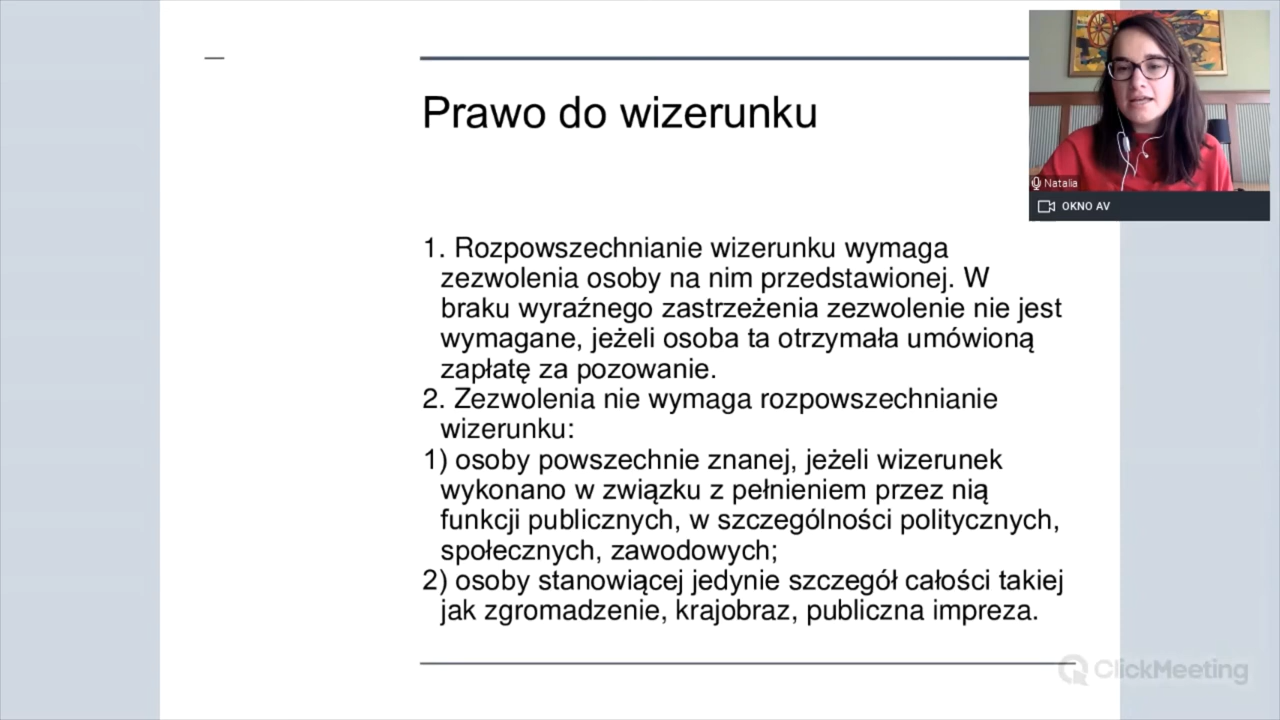 Prawo do wizerunku
1. Rozpowszechnianie wizerunku wymaga
zezwolenia osoby na nim przedstawionej. W
braku wyraźnego zastrzeżenia zezwolenie nie jest
wymagane, jeżeli osoba ta otrzymała umówioną
zapłatę za pozowanie.
2. Zezwolenia nie wymaga rozpowszechnianie
wizerunku:
1) osoby powszechnie znanej, jeżeli wizerunek
wykonano w związku z pełnieniem przez nią
funkcji publicznych, w szczególności politycznych,
społecznych, zawodowych;
2) osoby stanowiącej jedynie szczegół całości takiej
jak zgromadzenie, krajobraz, publiczna impreza.
Natalia
OKNO AV
ClickMeeting